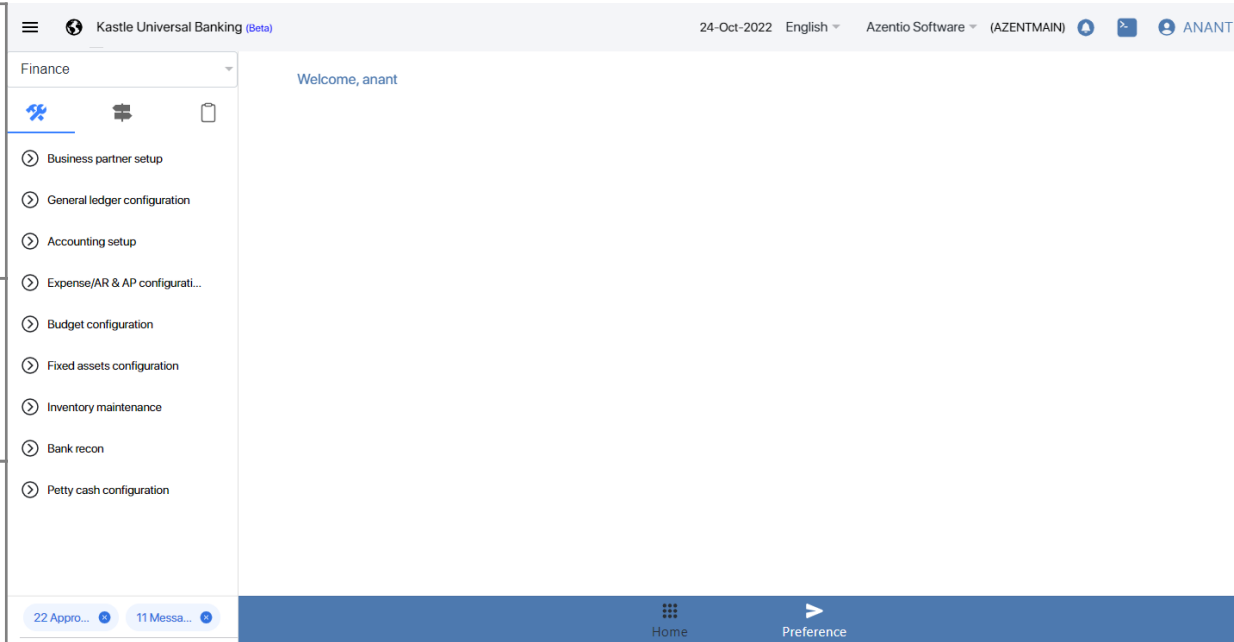 Kastle Universal Banking (Beta) 24-Oct-2022 English Azentio Software (AZENTMAIN) ANANT
Finance
Welcome, anant
Business partner setup
General ledger configuration
Accounting setup
Expense/AR & AP configurati...
Budget configuration
Fixed assets configuration
Inventory maintenance
Bank recon
Petty cash configuration
22 Appro... 11 Messa...
Home Preference